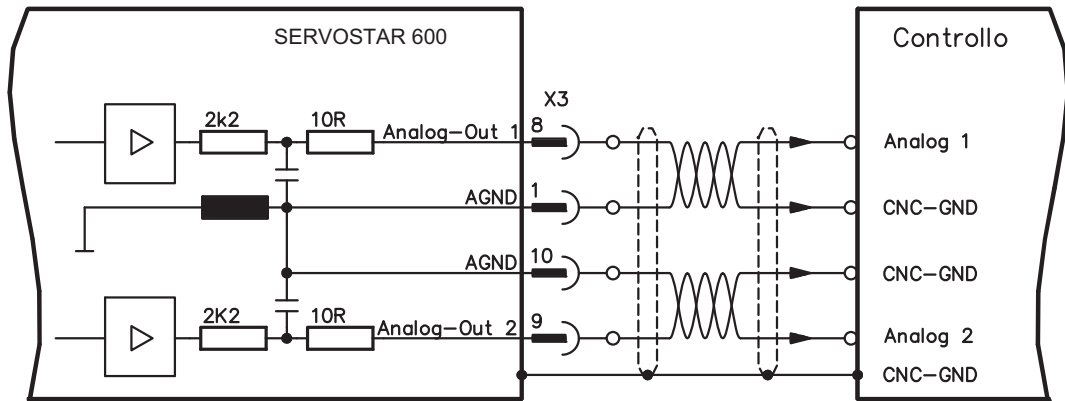 SERVOSTAR 600
Controllo
X3
2k2
10R
Analog-Out 1
8
Analog 1
AGND
1
CNC-GND
AGND
10
CNC-GND
2K2
10R
Analog-Out 2
9
Analog 2
CNC-GND